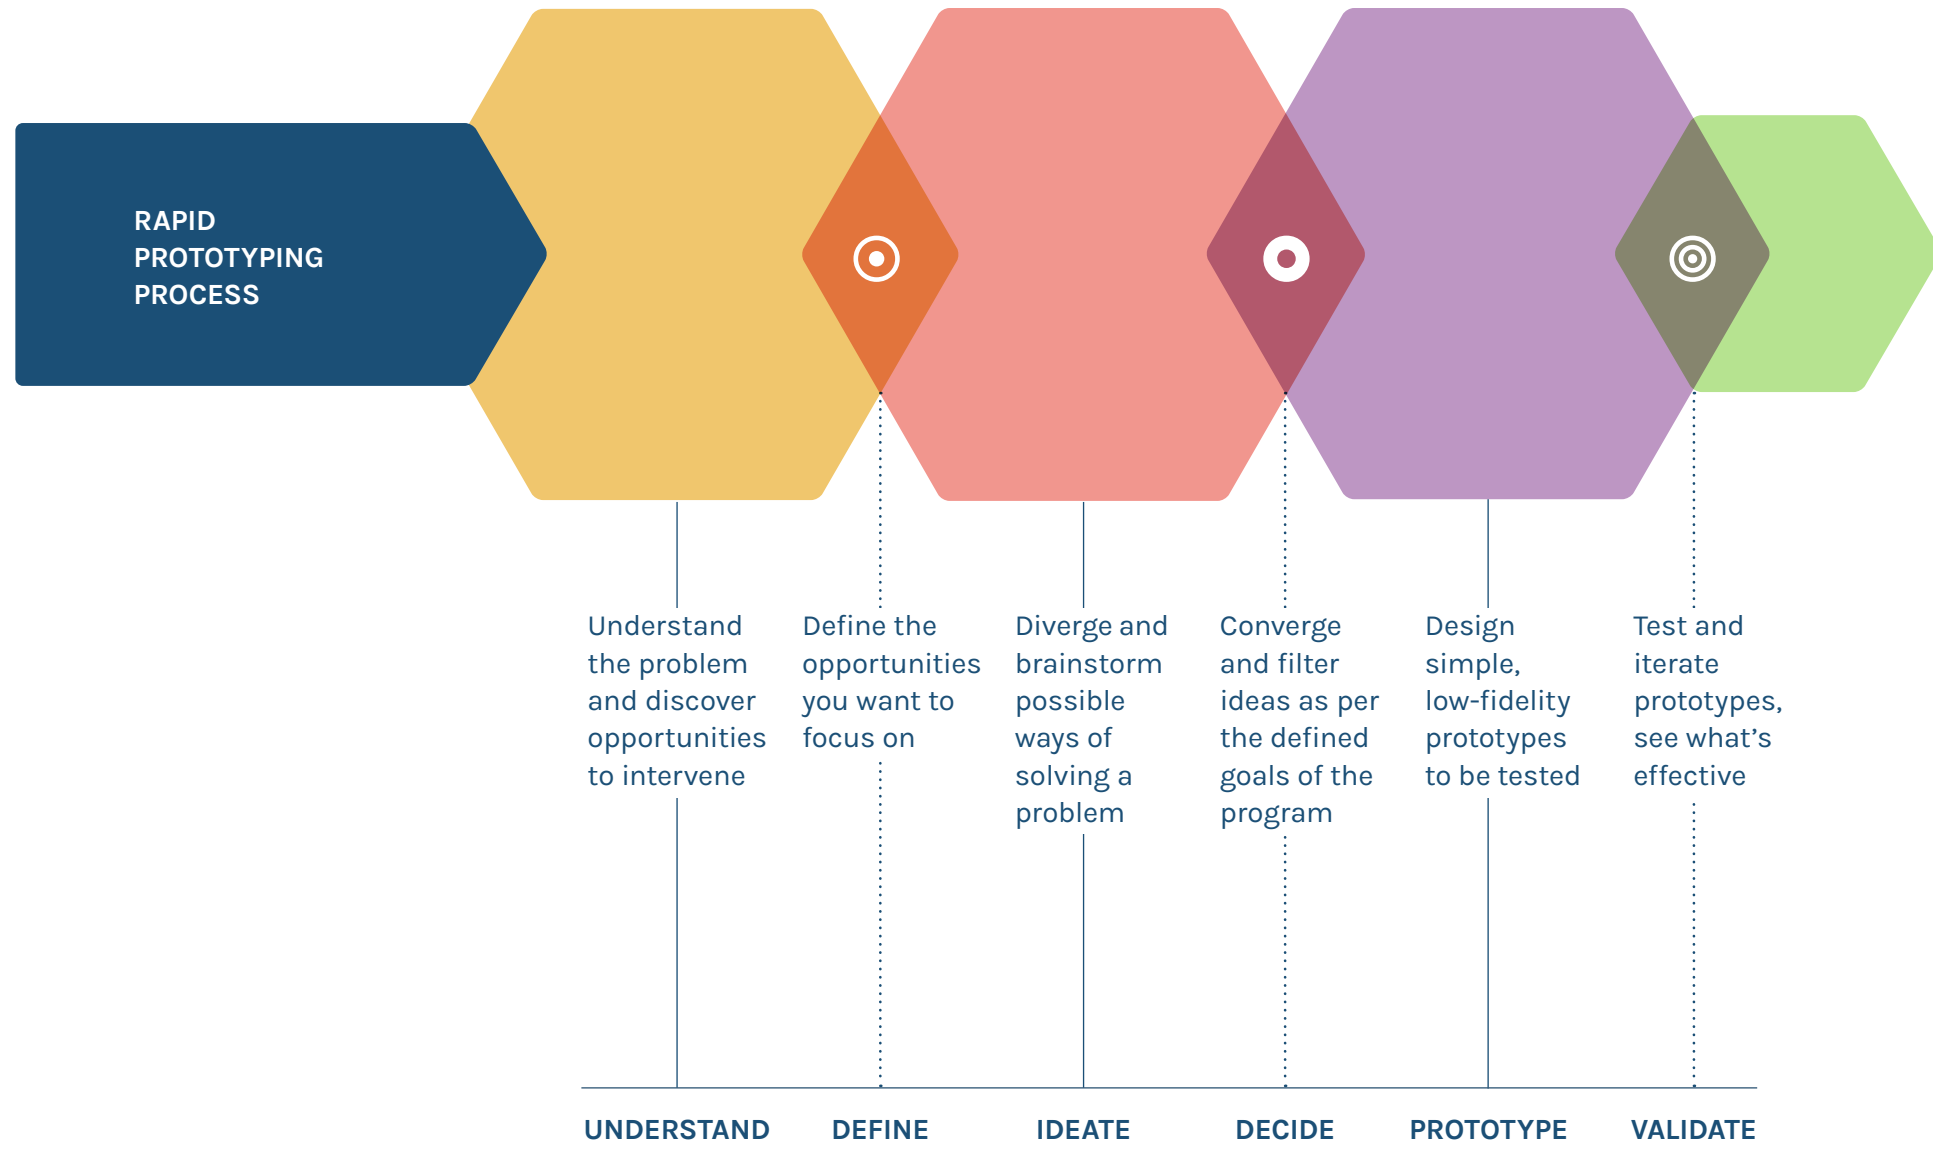 RAPID
PROTOTYPING
PROCESS
Understand
the problem
and discover
opportunities
to intervene
Define the
opportunities
you want to
focus on
Diverge and
brainstorm
possible
ways of
solving a
problem
Converge
and filter
ideas as per
the defined
goals of the
program
Design
simple,
low-fidelity
prototypes
to be tested
Test and
iterate
prototypes,
see what’s
effective
UNDERSTAND
DEFINE
IDEATE
DECIDE
PROTOTYPE
VALIDATE